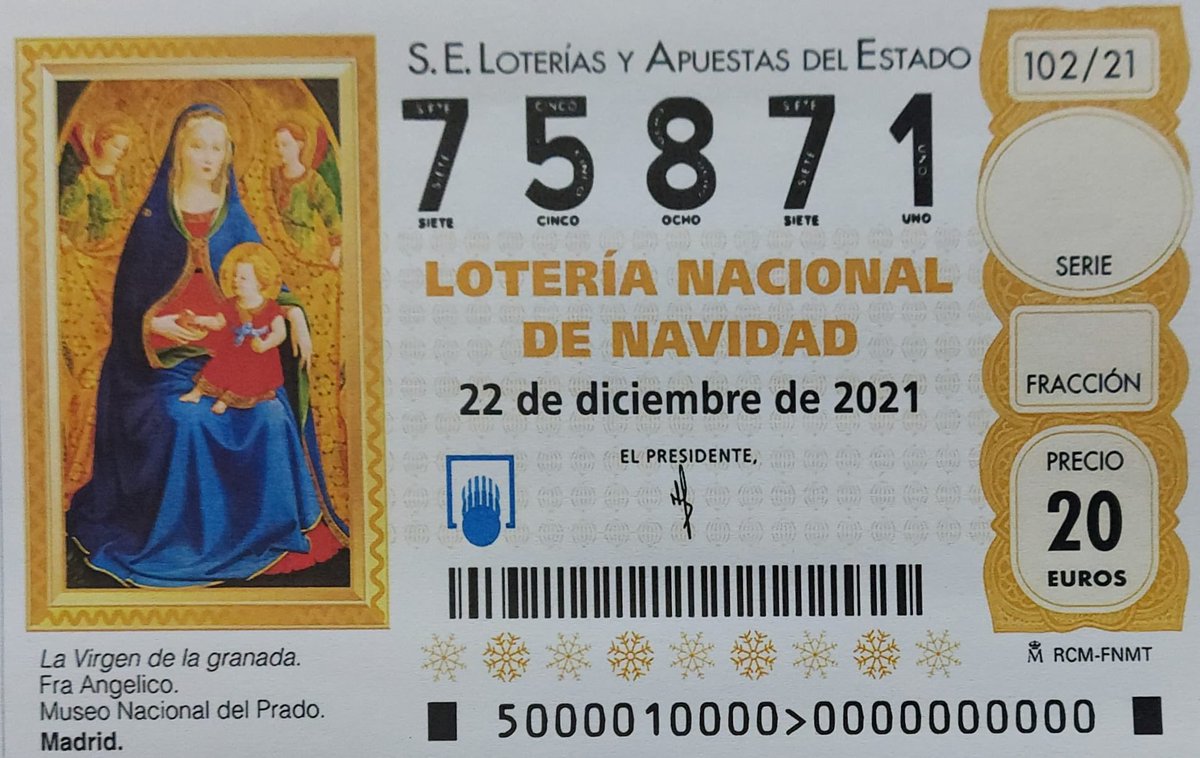 S. E. LOTERÍAS Y APUESTAS DEL ESTADO
102/21
7 5 8 7 1
SIETE CINCO OCHO SIETE UNO
SERIE
LOTERÍA NACIONAL
DE NAVIDAD
22 de diciembre de 2021
FRACCIÓN
EL PRESIDENTE,
PRECIO
20
EUROS
La Virgen de la granada.
Fra Angelico.
Museo Nacional del Prado.
Madrid.
RCM-FNMT
5000010000>0000000000